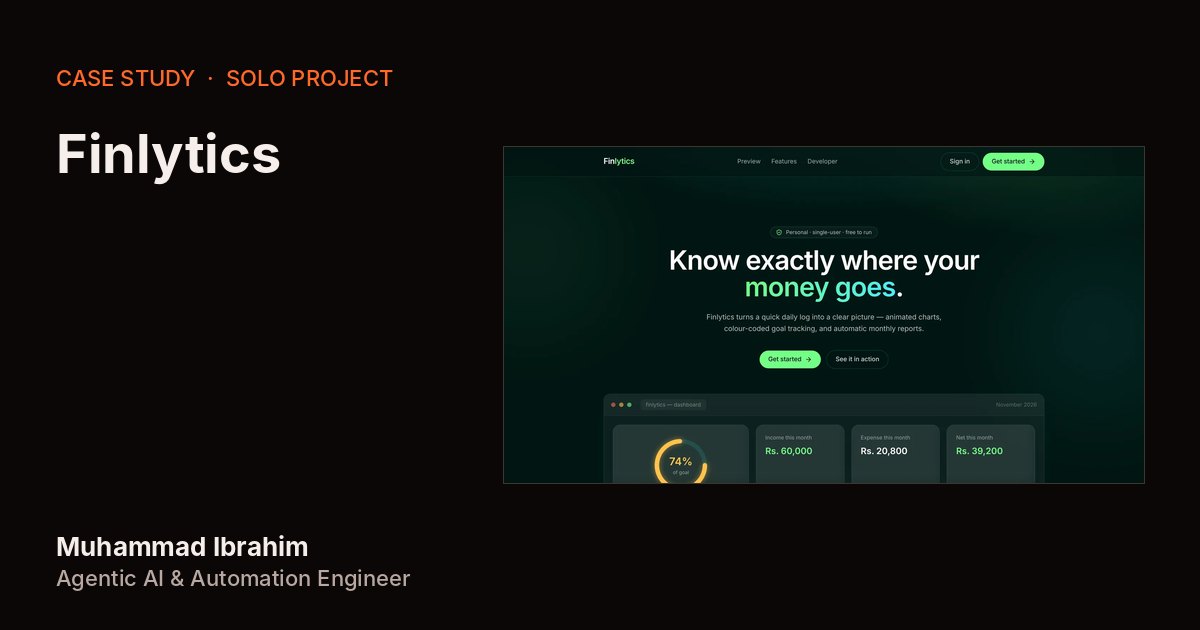 CASE STUDY · SOLO PROJECT
Finlytics
Finlytics
Preview
Features
Developer
Sign in
Get started →
Personal · single-user · free to run
Know exactly where your
money goes.
Finlytics turns a quick daily log into a clear picture — animated charts,
colour-coded goal tracking, and automatic monthly reports.
Get started →
See it in action
finlytics — dashboard
November 2026
74%
of goal
Income this month
Rs. 60,000
Expense this month
Rs. 20,800
Net this month
Rs. 39,200
Muhammad Ibrahim
Agentic AI & Automation Engineer